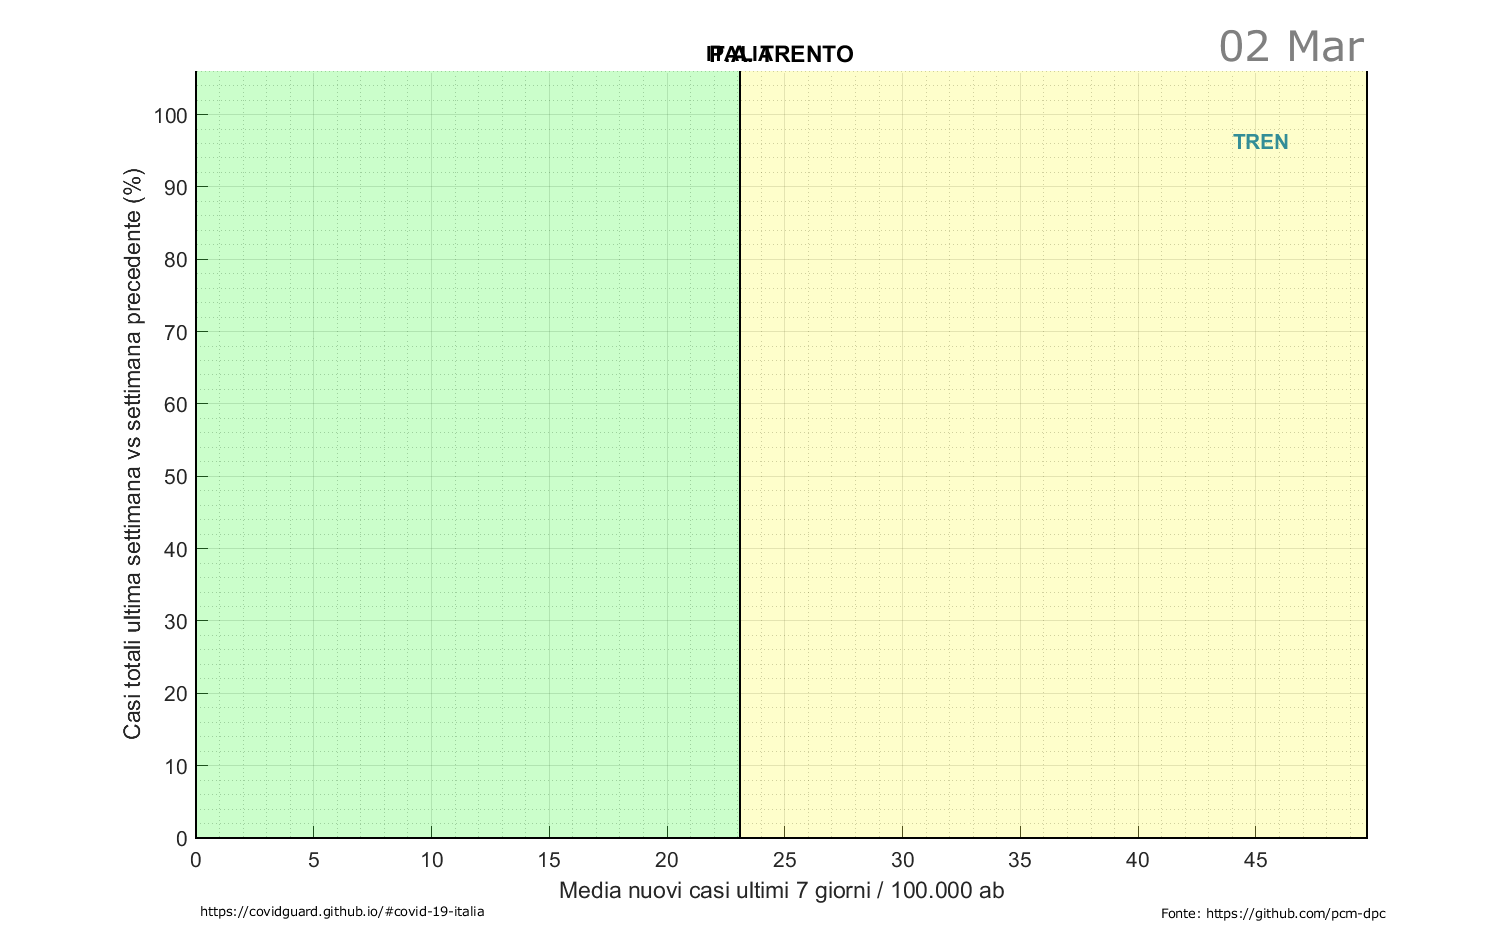 ITALIA
P.A. TRENTO
02 Mar
TREN
Casi totali ultima settimana vs settimana precedente (%)
100
90
80
70
60
50
40
30
20
10
0
0 5 10 15 20 25 30 35 40 45
Media nuovi casi ultimi 7 giorni / 100.000 ab
https://covidguard.github.io/#covid-19-italia
Fonte: https://github.com/pcm-dpc